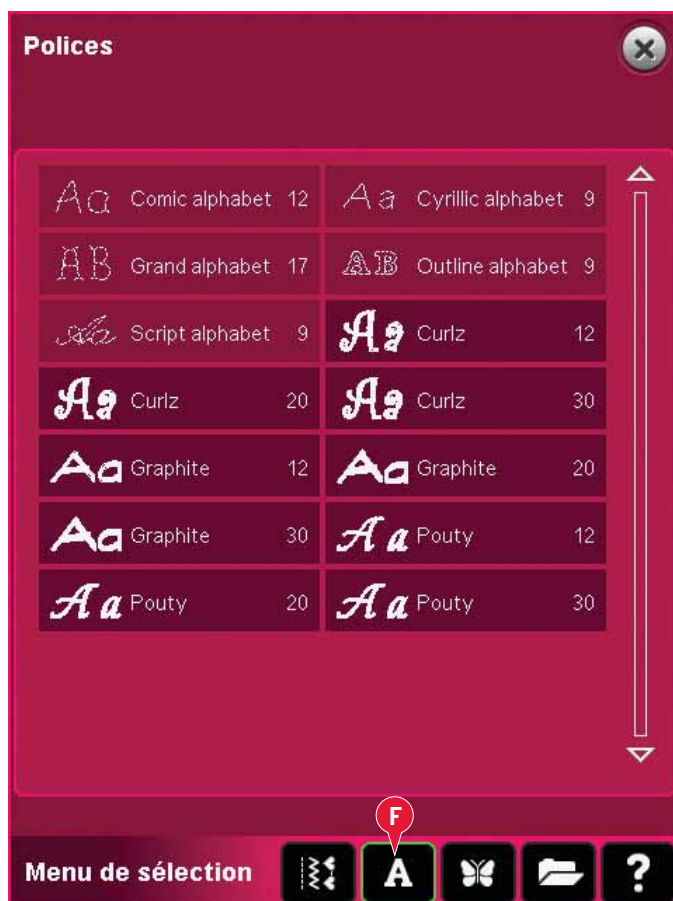 Polices
Aa Comic alphabet 12 Aa Cyrillic alphabet 9
AB Grand alphabet 17 AB Outline alphabet 9
Aa Script alphabet 9 Aa Curlz 12
Aa Curlz 20 Aa Curlz 30
Aa Graphite 12 Aa Graphite 20
Aa Graphite 30 Aa Pouty 12
Aa Pouty 20 Aa Pouty 30
F
Menu de sélection A ?